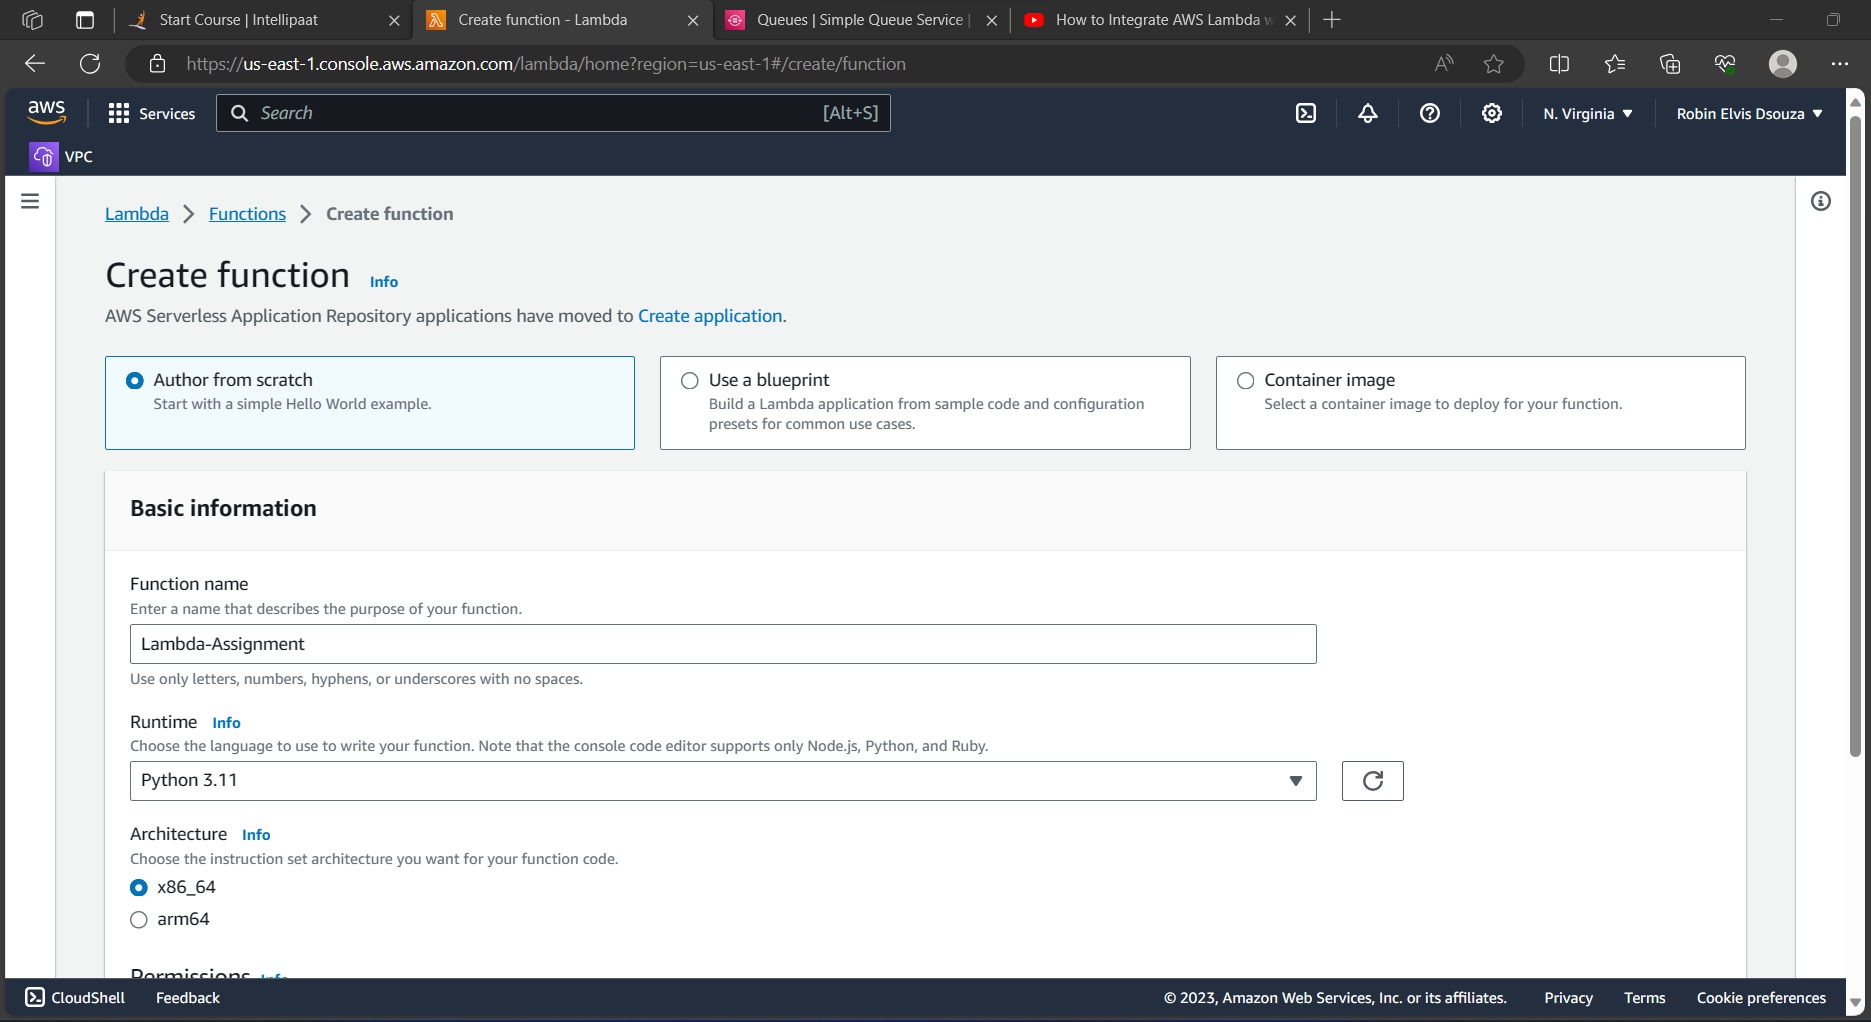 Start Course | Intellipaat
Create function - Lambda
Queues | Simple Queue Service |
How to Integrate AWS Lambda w
https://us-east-1.console.aws.amazon.com/lambda/home?region=us-east-1#/create/function
aws
Services
Search
[Alt+S]
N. Virginia
Robin Elvis Dsouza
VPC
Lambda
Functions
Create function
Create function
Info
AWS Serverless Application Repository applications have moved to Create application.
Author from scratch
Start with a simple Hello World example.
Use a blueprint
Build a Lambda application from sample code and configuration
presets for common use cases.
Container image
Select a container image to deploy for your function.
Basic information
Function name
Enter a name that describes the purpose of your function.
Lambda-Assignment
Use only letters, numbers, hyphens, or underscores with no spaces.
Runtime Info
Choose the language to use to write your function. Note that the console code editor supports only Node.js, Python, and Ruby.
Python 3.11
Architecture Info
Choose the instruction set architecture you want for your function code.
x86_64
arm64
Permissions Info
CloudShell
Feedback
© 2023, Amazon Web Services, Inc. or its affiliates.
Privacy
Terms
Cookie preferences